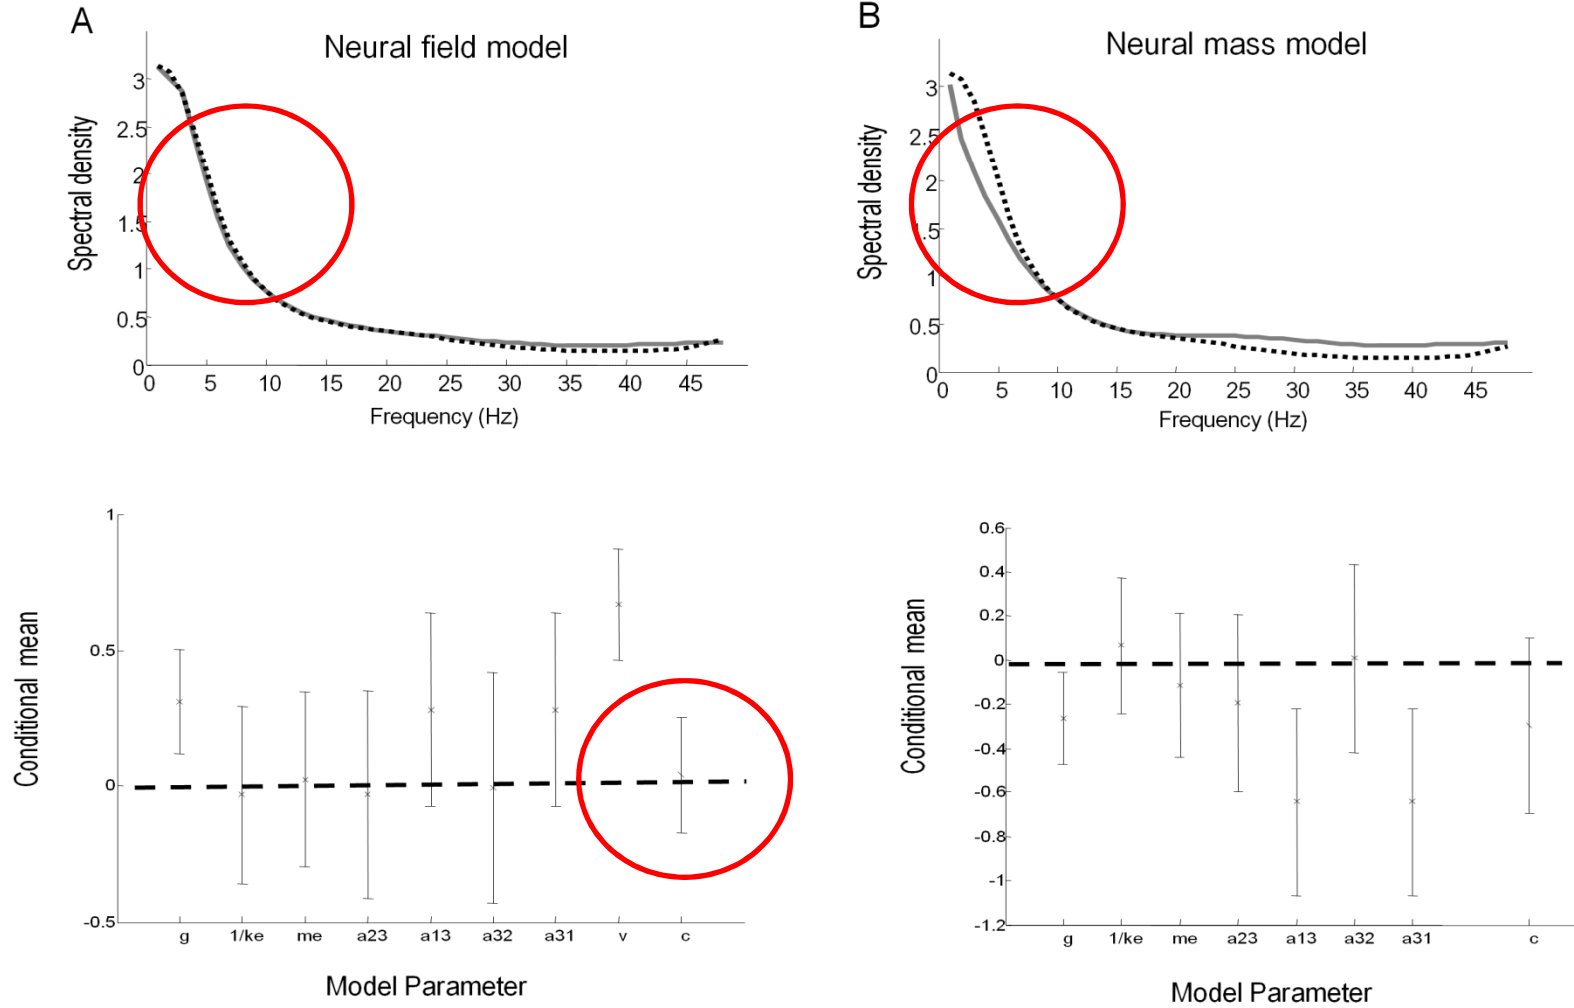 A
Neural field model
Spectral density
3
2.5
2
1.5
1
0.5
0
0 5 10 15 20 25 30 35 40 45
Frequency (Hz)
B
Neural mass model
Spectral density
3
2.5
2
1.5
1
0.5
0
0 5 10 15 20 25 30 35 40 45
Frequency (Hz)
Conditional mean
1
0.5
0
-0.5
g 1/ke me a23 a13 a32 a31 v c
Model Parameter
Conditional mean
0.6
0.4
0.2
0
-0.2
-0.4
-0.6
-0.8
-1
-1.2
g 1/ke me a23 a13 a32 a31 c
Model Parameter